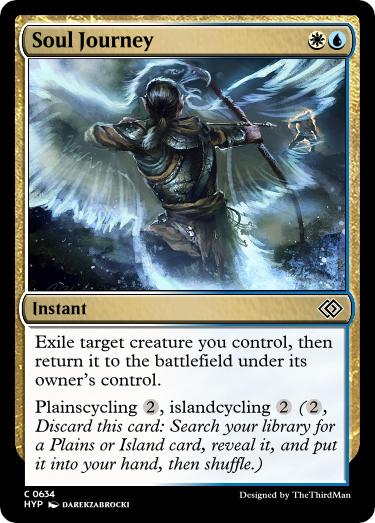 Soul Journey
Instant
Exile target creature you control, then
return it to the battlefield under its
owner's control.
Plainscycling 2, islandcycling 2 (2,
Discard this card: Search your library for
a Plains or Island card, reveal it, and put
it into your hand, then shuffle.)
C 0634
HYP DAREKZABROCKI
Designed by TheThirdMan